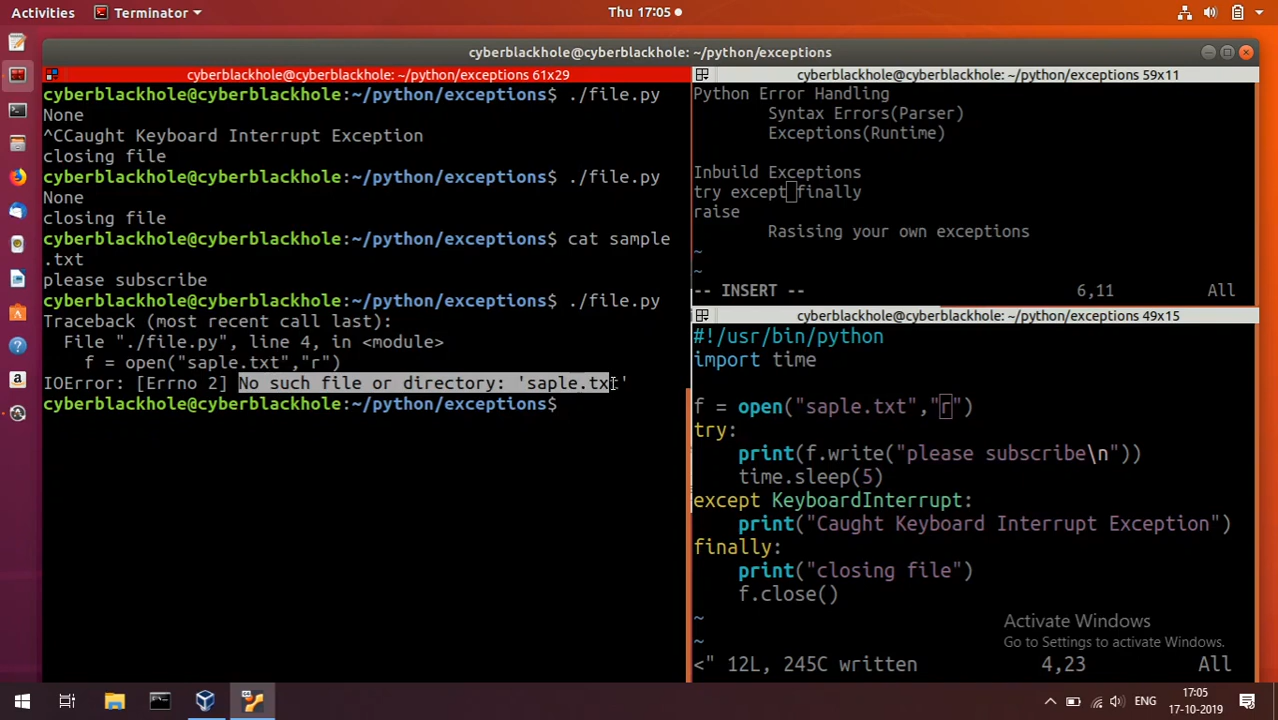 Activities Terminator Thu 17:05
cyberblackhole@cyberblackhole: ~/python/exceptions
cyberblackhole@cyberblackhole: ~/python/exceptions 61x29
cyberblackhole@cyberblackhole:~/python/exceptions$ ./file.py
None
^CCaught Keyboard Interrupt Exception
closing file
cyberblackhole@cyberblackhole:~/python/exceptions$ ./file.py
None
closing file
cyberblackhole@cyberblackhole:~/python/exceptions$ cat sample
.txt
please subscribe
cyberblackhole@cyberblackhole:~/python/exceptions$ ./file.py
Traceback (most recent call last):
File "./file.py", line 4, in <module>
f = open("saple.txt","r")
IOError: [Errno 2] No such file or directory: 'saple.txt'
cyberblackhole@cyberblackhole:~/python/exceptions$
cyberblackhole@cyberblackhole: ~/python/exceptions 59x11
Python Error Handling
Syntax Errors(Parser)
Exceptions(Runtime)
Inbuild Exceptions
try except finally
raise
Rasising your own exceptions
~
~
-- INSERT -- 6,11 All
cyberblackhole@cyberblackhole: ~/python/exceptions 49x15
#!/usr/bin/python
import time
f = open("saple.txt","r")
try:
print(f.write("please subscribe\n"))
time.sleep(5)
except KeyboardInterrupt:
print("Caught Keyboard Interrupt Exception")
finally:
print("closing file")
f.close()
~
~
<" 12L, 245C written 4,23 All
Activate Windows
Go to Settings to activate Windows.
ENG
17:05
17-10-2019